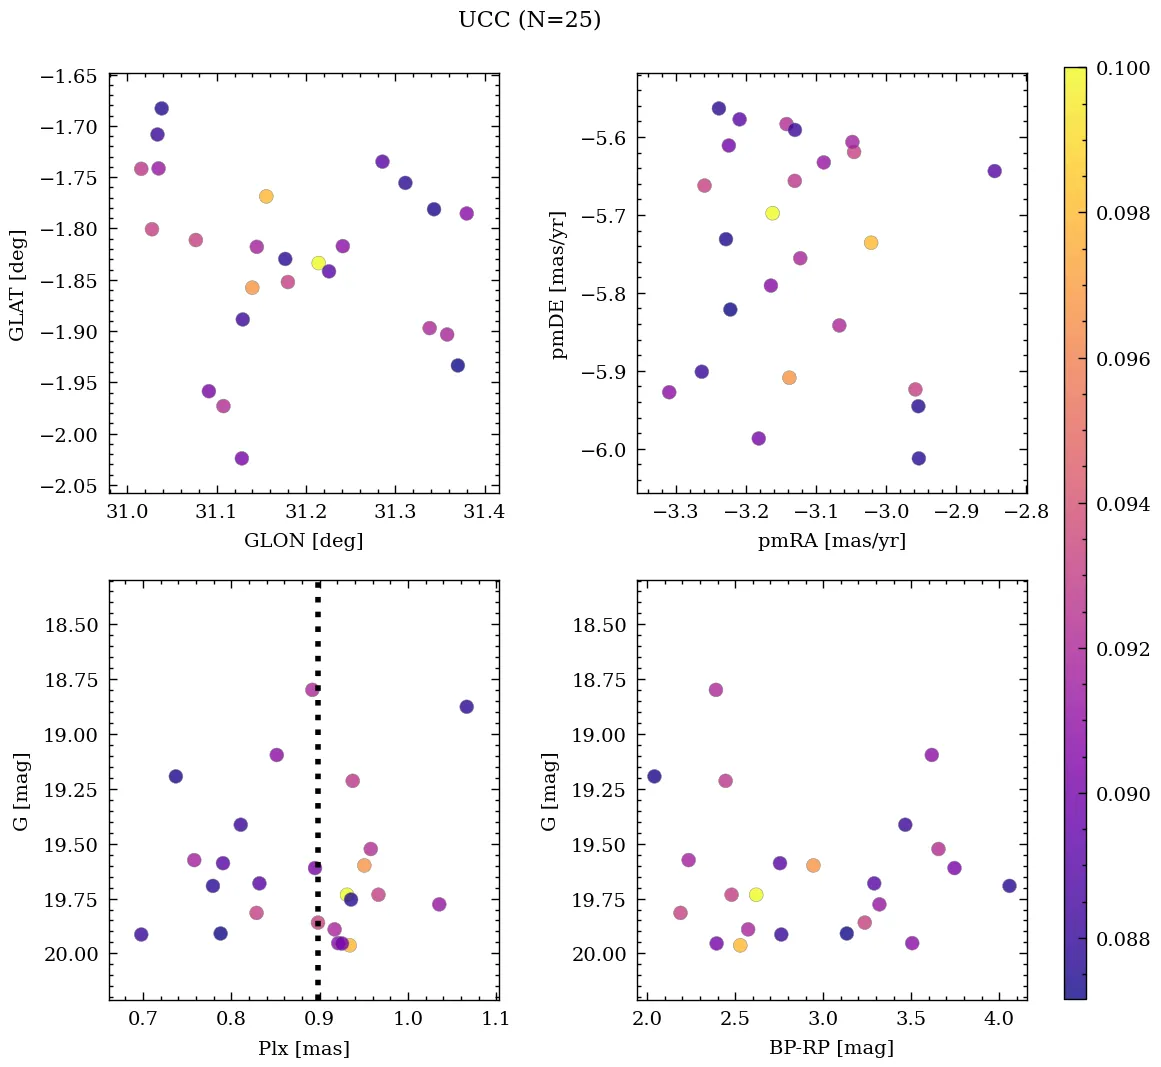 UCC (N=25)
−1.65
−1.70
−1.75
−1.80
−1.85
−1.90
−1.95
−2.00
−2.05
GLAT [deg]
31.0 31.1 31.2 31.3 31.4
GLON [deg]
−5.6
−5.7
−5.8
−5.9
−6.0
pmDE [mas/yr]
−3.3 −3.2 −3.1 −3.0 −2.9 −2.8
pmRA [mas/yr]
18.50
18.75
19.00
19.25
19.50
19.75
20.00
G [mag]
0.7 0.8 0.9 1.0 1.1
Plx [mas]
18.50
18.75
19.00
19.25
19.50
19.75
20.00
G [mag]
2.0 2.5 3.0 3.5 4.0
BP-RP [mag]
0.100
0.098
0.096
0.094
0.092
0.090
0.088